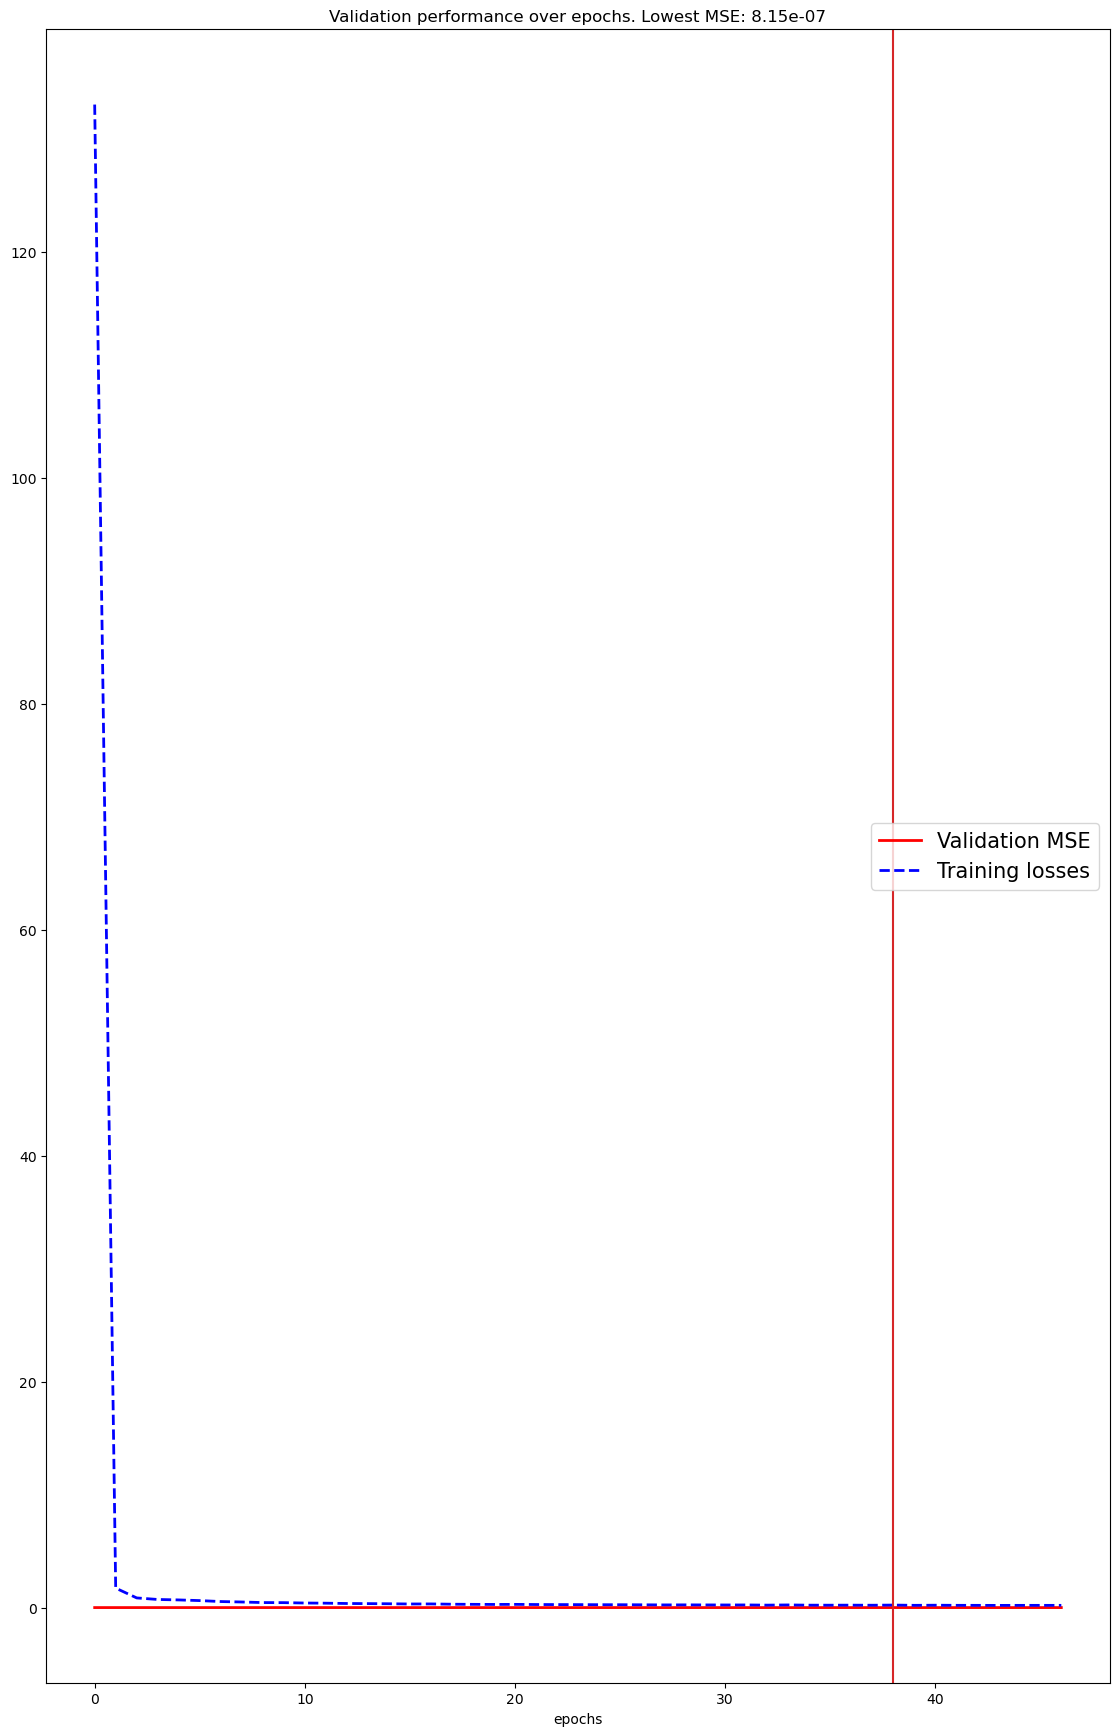 Validation performance over epochs. Lowest MSE: 8.15e-07
120
100
80
60
40
20
0
Validation MSE
Training losses
0 10 20 30 40
epochs